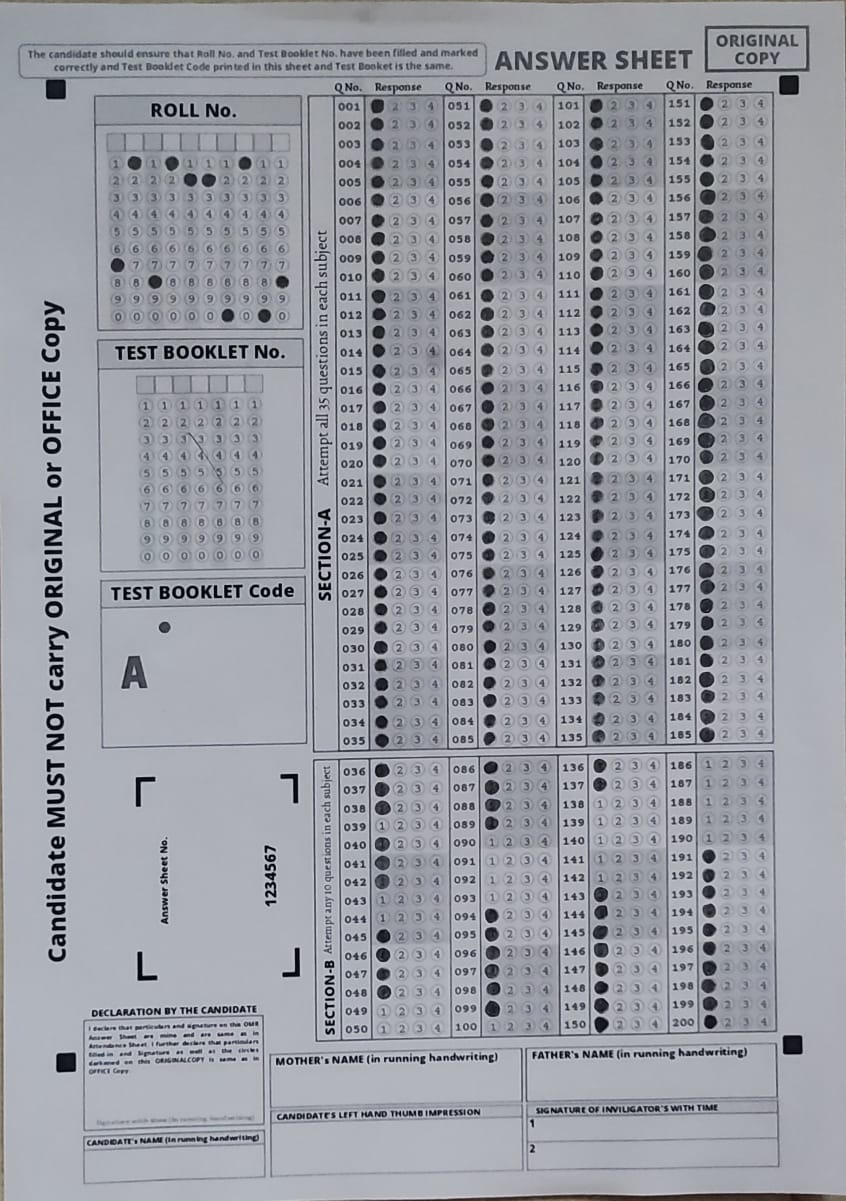 The candidate should ensure that Roll No. and Test Booklet No. have been filled and marked
correctly and Test Booklet Code printed in this sheet and Test Booket is the same.
ANSWER SHEET
ORIGINAL
COPY
Candidate MUST NOT carry ORIGINAL or OFFICE Copy
ROLL No.
1 1 1 1 1 1 1
2 2 2 2 2 2 2 2
3 3 3 3 3 3 3 3 3 3
4 4 4 4 4 4 4 4 4 4
5 5 5 5 5 5 5 5 5 5
6 6 6 6 6 6 6 6 6 6
7 7 7 7 7 7 7 7 7
8 8 8 8 8 8 8 8
9 9 9 9 9 9 9 9 9 9
0 0 0 0 0 0 0 0
TEST BOOKLET No.
1 1 1 1 1 1 1
2 2 2 2 2 2 2
3 3 3 3 3 3 3
4 4 4 4 4 4 4
5 5 5 5 5 5 5
6 6 6 6 6 6 6
7 7 7 7 7 7 7
8 8 8 8 8 8 8
9 9 9 9 9 9 9
0 0 0 0 0 0 0
TEST BOOKLET Code
A
Answer Sheet No.
1234567
DECLARATION BY THE CANDIDATE
I declare that particulars and signature on this OMR
Answer Sheet are mine and are same as in
Attendance Sheet. I further declare that particulars
filled in and Signature as well as the circles
darkened on this ORIGINALCOPY is same as in
OFFICE Copy
CANDIDATE's NAME (in running handwriting)
SECTION-A Attempt all 35 questions in each subject
Q No. Response Q No. Response Q No. Response Q No. Response
001 2 3 4 051 2 3 4 101 2 3 4 151 2 3 4
002 2 3 4 052 2 3 4 102 2 3 4 152 2 3 4
003 2 3 4 053 2 3 4 103 2 3 4 153 2 3 4
004 2 3 4 054 2 3 4 104 2 3 4 154 2 3 4
005 2 3 4 055 2 3 4 105 2 3 4 155 2 3 4
006 2 3 4 056 2 3 4 106 2 3 4 156 2 3 4
007 2 3 4 057 2 3 4 107 2 3 4 157 2 3 4
008 2 3 4 058 2 3 4 108 2 3 4 158 2 3 4
009 2 3 4 059 2 3 4 109 2 3 4 159 2 3 4
010 2 3 4 060 2 3 4 110 2 3 4 160 2 3 4
011 2 3 4 061 2 3 4 111 2 3 4 161 2 3 4
012 2 3 4 062 2 3 4 112 2 3 4 162 2 3 4
013 2 3 4 063 2 3 4 113 2 3 4 163 2 3 4
014 2 3 4 064 2 3 4 114 2 3 4 164 2 3 4
015 2 3 4 065 2 3 4 115 2 3 4 165 2 3 4
016 2 3 4 066 2 3 4 116 2 3 4 166 2 3 4
017 2 3 4 067 2 3 4 117 2 3 4 167 2 3 4
018 2 3 4 068 2 3 4 118 2 3 4 168 2 3 4
019 2 3 4 069 2 3 4 119 2 3 4 169 2 3 4
020 2 3 4 070 2 3 4 120 2 3 4 170 2 3 4
021 2 3 4 071 2 3 4 121 2 3 4 171 2 3 4
022 2 3 4 072 2 3 4 122 2 3 4 172 2 3 4
023 2 3 4 073 2 3 4 123 2 3 4 173 2 3 4
024 2 3 4 074 2 3 4 124 2 3 4 174 2 3 4
025 2 3 4 075 2 3 4 125 2 3 4 175 2 3 4
026 2 3 4 076 2 3 4 126 2 3 4 176 2 3 4
027 2 3 4 077 2 3 4 127 2 3 4 177 2 3 4
028 2 3 4 078 2 3 4 128 2 3 4 178 2 3 4
029 2 3 4 079 2 3 4 129 2 3 4 179 2 3 4
030 2 3 4 080 2 3 4 130 2 3 4 180 2 3 4
031 2 3 4 081 2 3 4 131 2 3 4 181 2 3 4
032 2 3 4 082 2 3 4 132 2 3 4 182 2 3 4
033 2 3 4 083 2 3 4 133 2 3 4 183 2 3 4
034 2 3 4 084 2 3 4 134 2 3 4 184 2 3 4
035 2 3 4 085 2 3 4 135 2 3 4 185 2 3 4
SECTION-B Attempt any 10 questions in each subject
036 2 3 4 086 2 3 4 136 2 3 4 186 1 2 3 4
037 2 3 4 087 2 3 4 137 2 3 4 187 1 2 3 4
038 2 3 4 088 2 3 4 138 1 2 3 4 188 1 2 3 4
039 1 2 3 4 089 2 3 4 139 1 2 3 4 189 1 2 3 4
040 2 3 4 090 1 2 3 4 140 1 2 3 4 190 1 2 3 4
041 2 3 4 091 1 2 3 4 141 1 2 3 4 191 2 3 4
042 2 3 4 092 1 2 3 4 142 1 2 3 4 192 2 3 4
043 1 2 3 4 093 1 2 3 4 143 2 3 4 193 2 3 4
044 1 2 3 4 094 2 3 4 144 2 3 4 194 2 3 4
045 2 3 4 095 2 3 4 145 2 3 4 195 2 3 4
046 2 3 4 096 2 3 4 146 2 3 4 196 2 3 4
047 2 3 4 097 2 3 4 147 2 3 4 197 2 3 4
048 2 3 4 098 2 3 4 148 2 3 4 198 2 3 4
049 1 2 3 4 099 2 3 4 149 2 3 4 199 2 3 4
050 1 2 3 4 100 1 2 3 4 150 2 3 4 200 2 3 4
MOTHER's NAME (in running handwriting)
FATHER's NAME (in running handwriting)
CANDIDATE'S LEFT HAND THUMB IMPRESSION
SIGNATURE OF INVILIGATOR'S WITH TIME
1
2